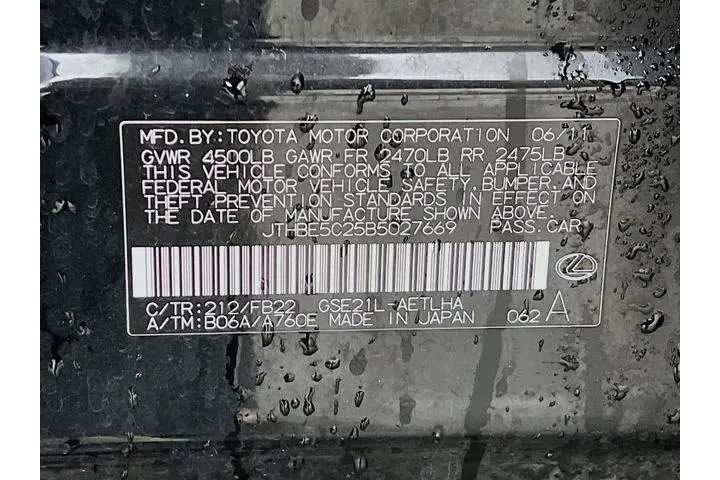 MFD.BY:TOYOTA MOTOR CORPORATION 06/11
GVWR 4500LB GAWR FR 2470LB RR 2475LB
THIS VEHICLE CONFORMS TO ALL APPLICABLE
FEDERAL MOTOR VEHICLE SAFETY,BUMPER,AND
THEFT PREVENTION STANDARDS IN EFFECT ON
THE DATE OF MANUFACTURE SHOWN ABOVE.
JTHBE5C25B5027669 PASS.CAR
C/TR:212/FB22 GSE21L-AETLHA
A/TM:B06A/A760E MADE IN JAPAN 062 A